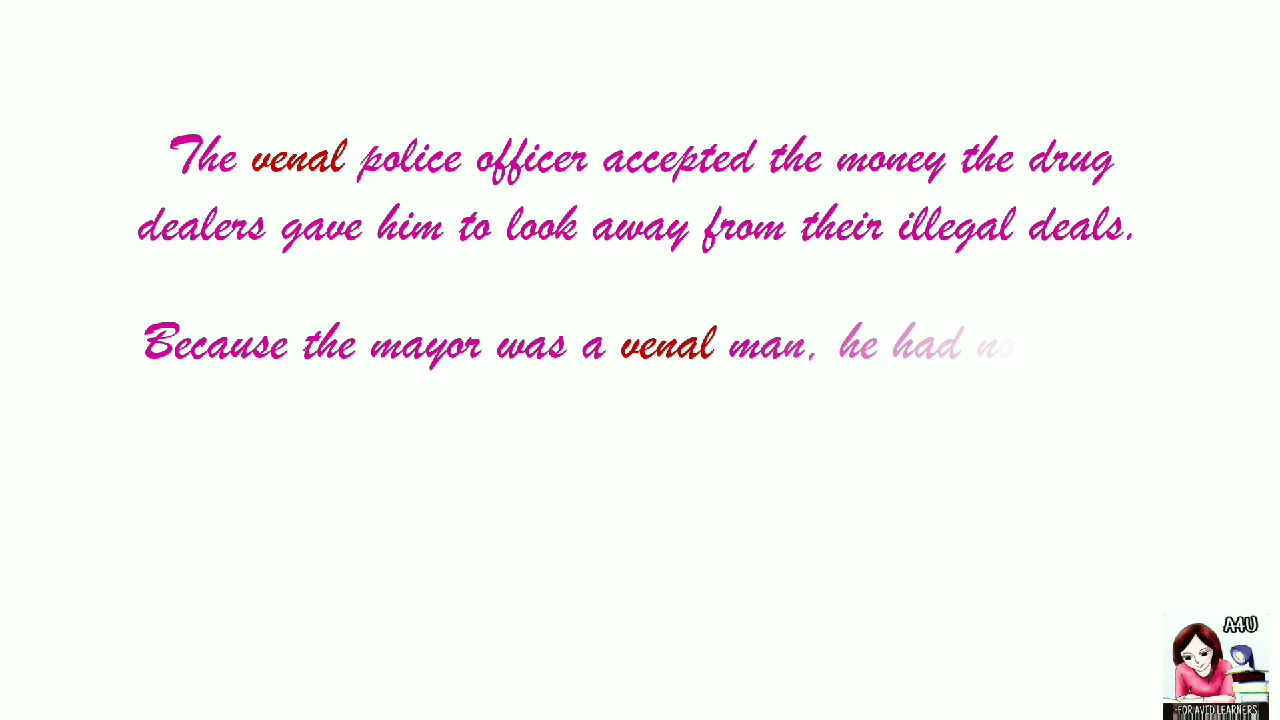 The venal police officer accepted the money the drug
dealers gave him to look away from their illegal deals.
Because the mayor was a venal man, he had no
A4U
-FOR AVID LEARNERS